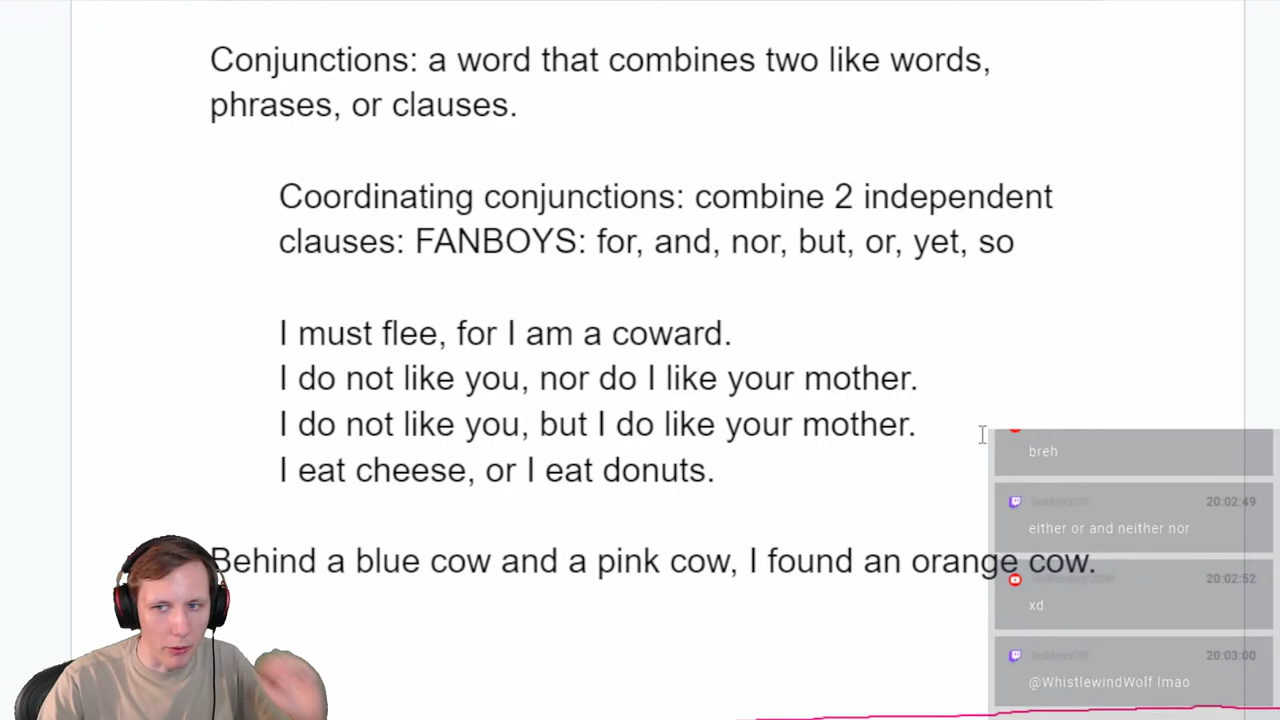 Conjunctions: a word that combines two like words,
phrases, or clauses.
Coordinating conjunctions: combine 2 independent
clauses: FANBOYS: for, and, nor, but, or, yet, so
I must flee, for I am a coward.
I do not like you, nor do I like your mother.
I do not like you, but I do like your mother.
I eat cheese, or I eat donuts.
Behind a blue cow and a pink cow, I found an orange cow.
breh
20:02:49
either or and neither nor
20:02:52
xd
20:03:00
@WhistlewindWolf lmao